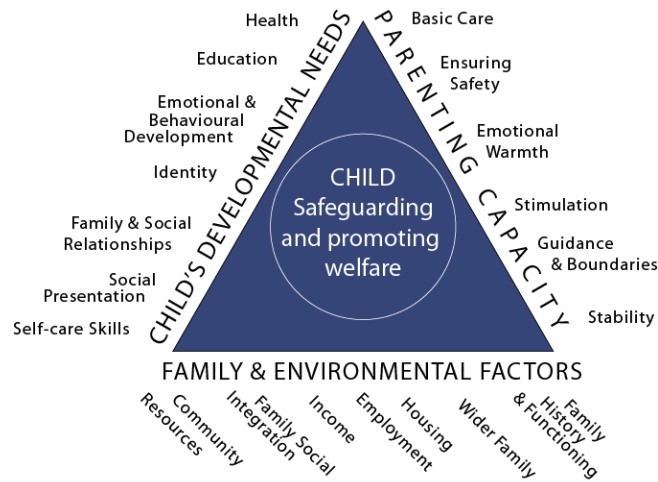 Health
Education
Emotional &
Behavioural
Development
Identity
Family & Social
Relationships
Social
Presentation
Self-care Skills
CHILD'S DEVELOPMENTAL NEEDS
CHILD
Safeguarding
and promoting
welfare
PARENTING CAPACITY
Basic Care
Ensuring
Safety
Emotional
Warmth
Stimulation
Guidance
& Boundaries
Stability
FAMILY & ENVIRONMENTAL FACTORS
Community
Resources
Family Social
Integration
Income
Employment
Housing
Wider Family
Family
History
& Functioning